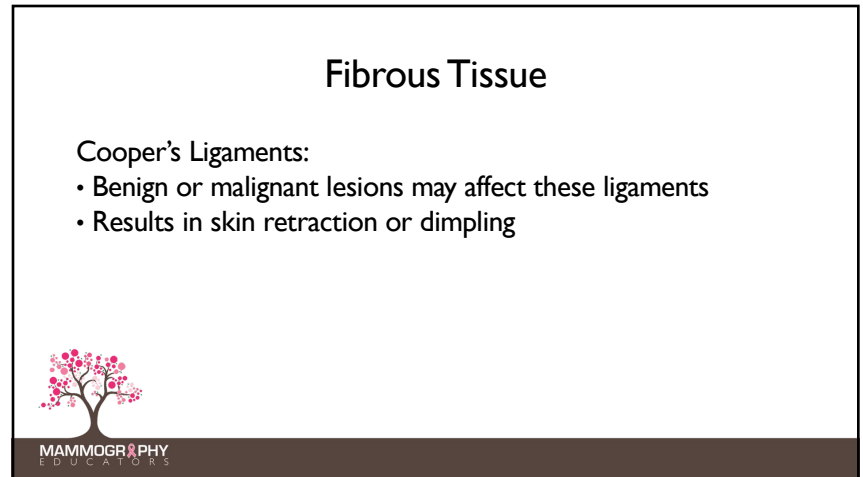 Fibrous Tissue
Cooper’s Ligaments:
• Benign or malignant lesions may affect these ligaments
• Results in skin retraction or dimpling
MAMMOGRAPHY
EDUCATORS